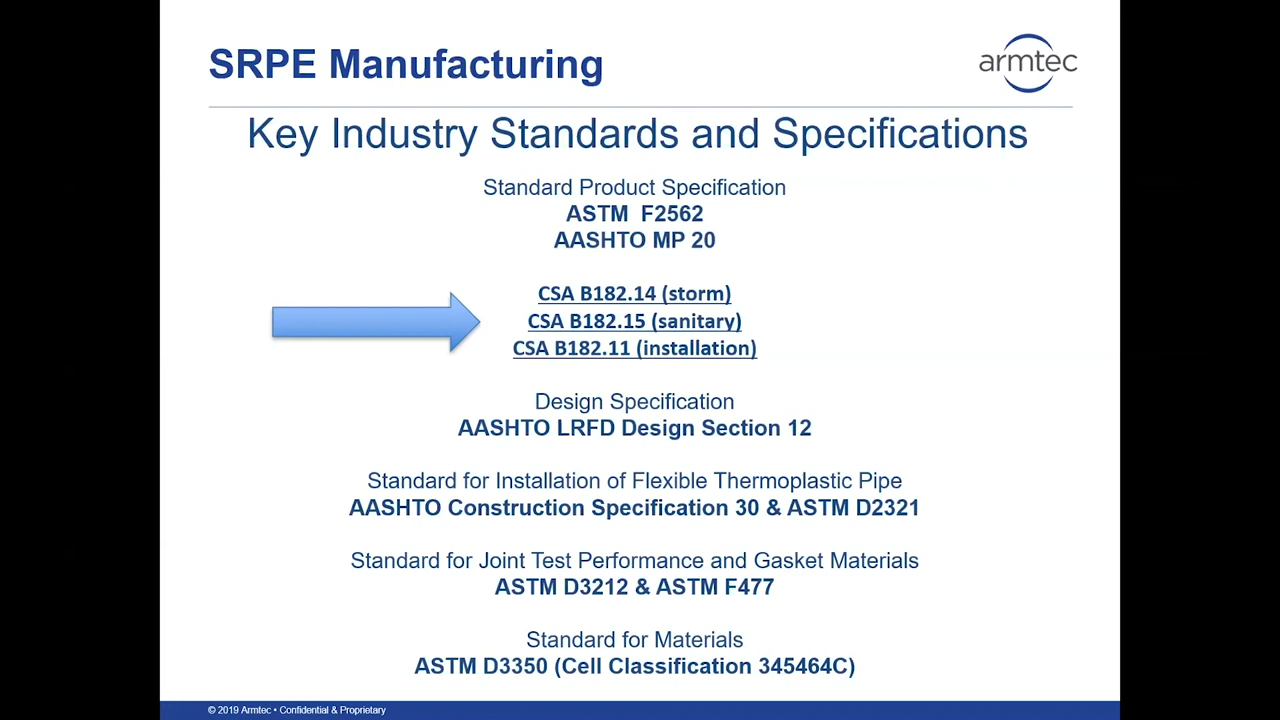 SRPE Manufacturing
armtec
Key Industry Standards and Specifications
Standard Product Specification
ASTM F2562
AASHTO MP 20
CSA B182.14 (storm)
CSA B182.15 (sanitary)
CSA B182.11 (installation)
Design Specification
AASHTO LRFD Design Section 12
Standard for Installation of Flexible Thermoplastic Pipe
AASHTO Construction Specification 30 & ASTM D2321
Standard for Joint Test Performance and Gasket Materials
ASTM D3212 & ASTM F477
Standard for Materials
ASTM D3350 (Cell Classification 345464C)
© 2019 Armtec • Confidential & Proprietary